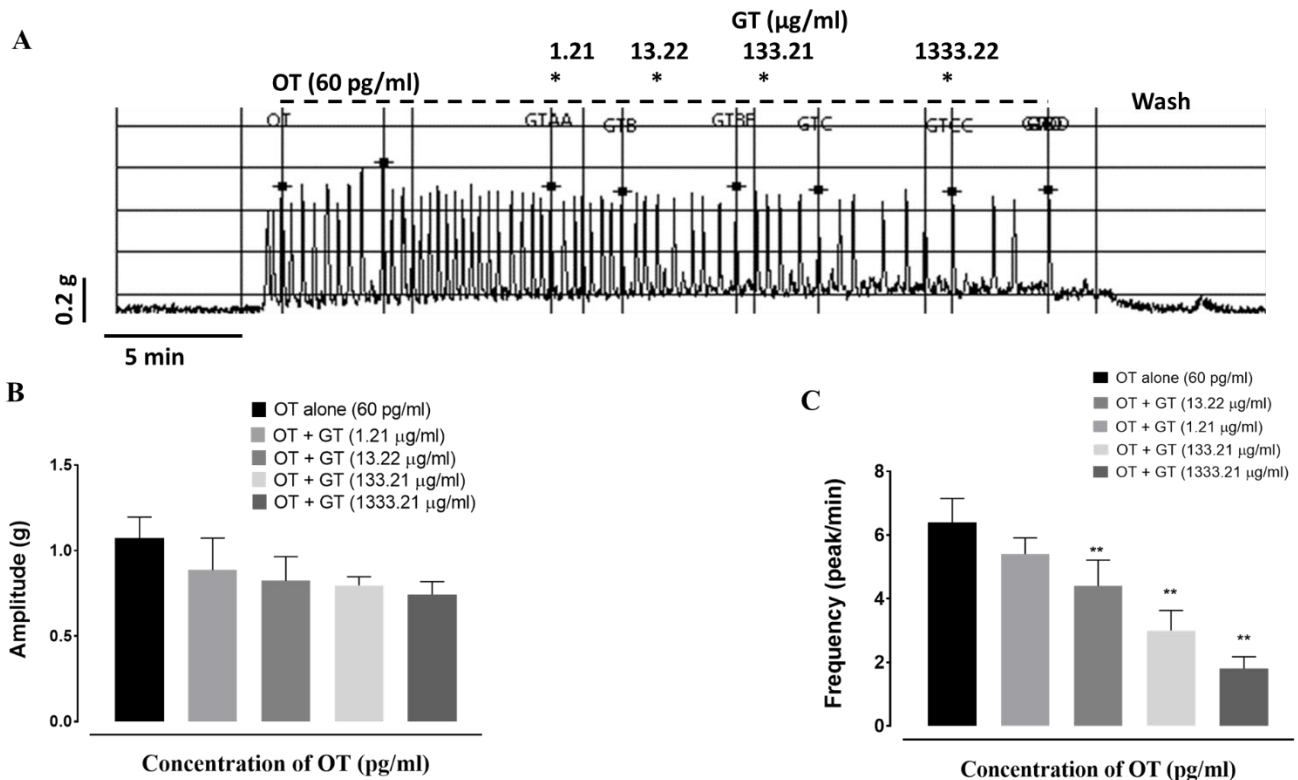 A
GT (µg/ml)
1.21 13.22 133.21 1333.22
* * * *
OT (60 pg/ml)
Wash
OT GTAA GTB GTBB GTC GTCC
0.2 g
5 min
B
OT alone (60 pg/ml)
OT + GT (1.21 µg/ml)
OT + GT (13.22 µg/ml)
OT + GT (133.21 µg/ml)
OT + GT (1333.21 µg/ml)
1.5
1.0
0.5
0.0
Amplitude (g)
Concentration of OT (pg/ml)
C
OT alone (60 pg/ml)
OT + GT (13.22 µg/ml)
OT + GT (1.21 µg/ml)
OT + GT (133.21 µg/ml)
OT + GT (1333.21 µg/ml)
8
6
4
2
0
Frequency (peak/min)
** ** **
Concentration of OT (pg/ml)